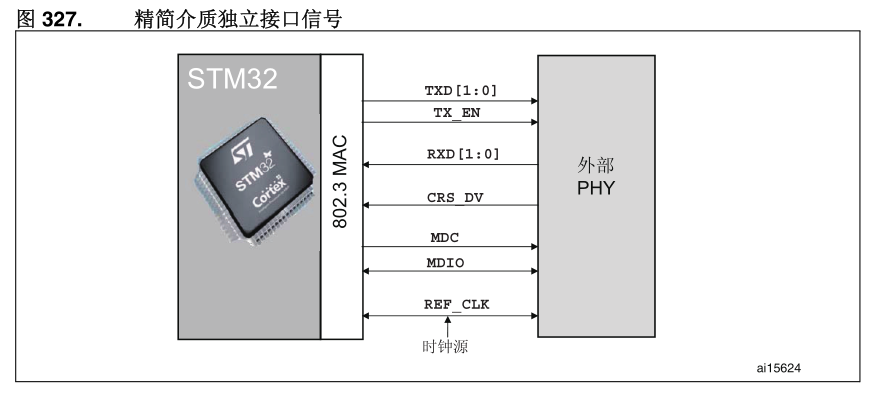 图 327. 精简介质独立接口信号
STM32
STM32
Cortex
802.3 MAC
TXD[1:0]
TX_EN
RXD[1:0]
CRS_DV
MDC
MDIO
REF_CLK
时钟源
外部
PHY
ai15624